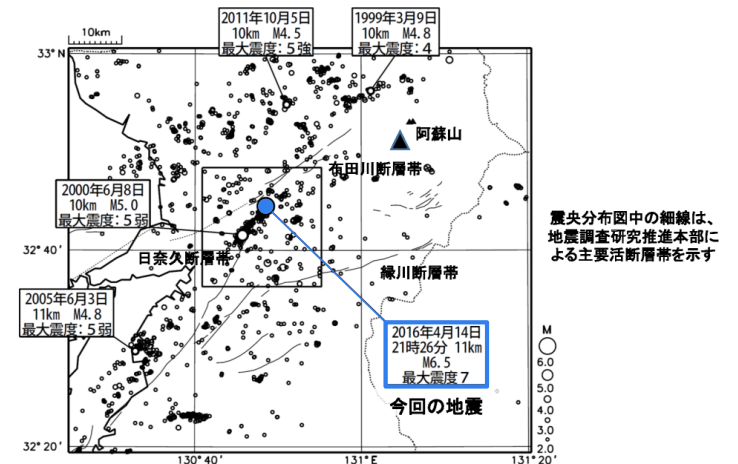 10km
2011年10月5日
10km M4.5
最大震度：5強
1999年3月9日
10km M4.8
最大震度：4
33°N
阿蘇山
布田川断層帯
2000年6月8日
10km M5.0
最大震度：5弱
32°40′
日奈久断層帯
緑川断層帯
震央分布図中の細線は、
地震調査研究推進本部に
よる主要活断層帯を示す
2005年6月3日
11km M4.8
最大震度：5弱
2016年4月14日
21時26分 11km
M6.5
最大震度7
今回の地震
M
6.0
5.0
4.0
3.0
2.0
32°20′
130°40′
131°E
131°20′